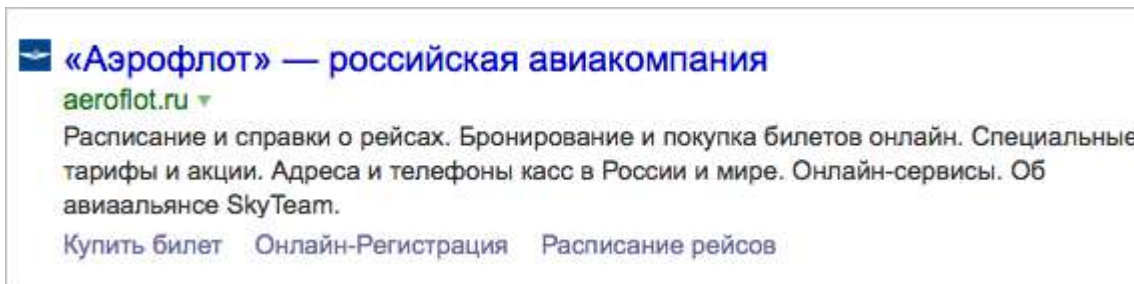 «Аэрофлот» — российская авиакомпания
aeroflot.ru
Расписание и справки о рейсах. Бронирование и покупка билетов онлайн. Специальные
тарифы и акции. Адреса и телефоны касс в России и мире. Онлайн-сервисы. Об
авиаальянсе SkyTeam.
Купить билет Онлайн-Регистрация Расписание рейсов